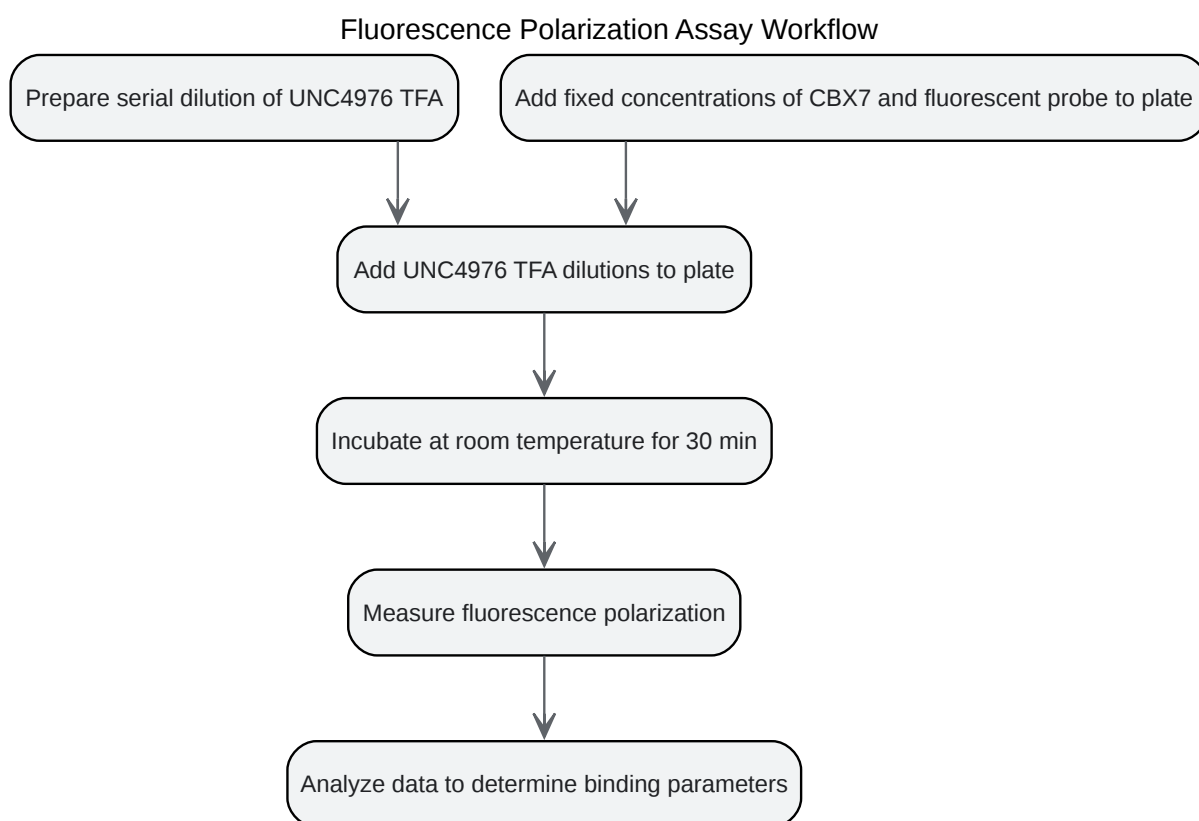 Fluorescence Polarization Assay Workflow
Prepare serial dilution of UNC4976 TFA
Add fixed concentrations of CBX7 and fluorescent probe to plate
Add UNC4976 TFA dilutions to plate
Incubate at room temperature for 30 min
Measure fluorescence polarization
Analyze data to determine binding parameters